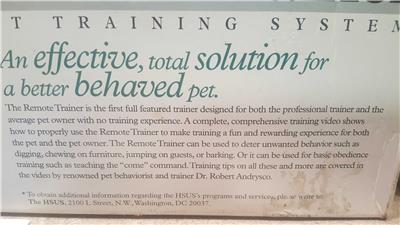 T TRAINING SYSTEM
An effective, total solution for
a better behaved pet.
The Remote Trainer is the first full featured trainer designed for both the professional trainer and the
average pet owner with no training experience. A complete, comprehensive training video shows
how to properly use the Remote Trainer to make training a fun and rewarding experience for both
the pet and the pet owner. The Remote Trainer can be used to deter unwanted behavior such as
digging, chewing on furniture, jumping on guests, or barking. Or it can be used for basic obedience
training such as teaching the "come" command. Training tips on all these and more are covered in
the video by renowned pet behaviorist and trainer Dr. Robert Andrysco.
* To obtain additional information regarding the HSUS's programs and services, please write to:
The HSUS, 2100 L Street, N.W., Washington, DC 20037.